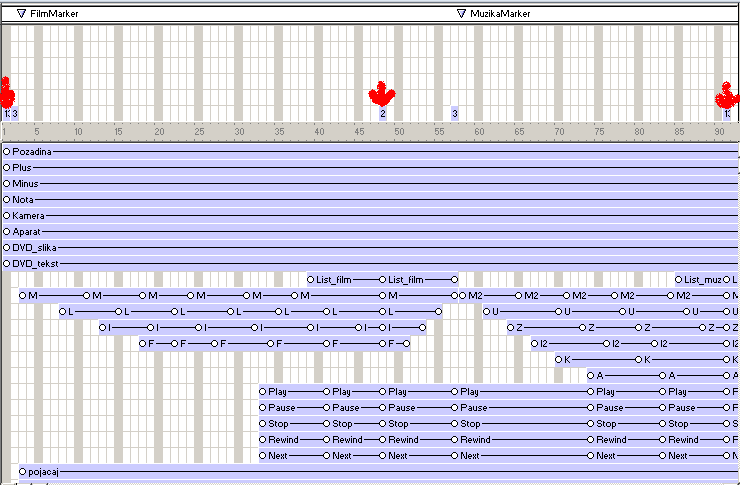 FilmMarker MuzikaMarker
13 3 2 3 13
1 5 10 15 20 25 30 35 40 45 50 55 60 65 70 75 80 85 90
Pozadina
Plus
Minus
Nota
Kamera
Aparat
DVD_slika
DVD_tekst
List_film List_film List_muz L
M M M M M M M M2 M2 M2 M2 M2 M
L L L L L L L U U U U
I I I I I I I Z Z Z Z
F F F F F F I2 I2 I2 I2
K K K
A A A
Play Play Play Play Play Play F
Pause Pause Pause Pause Pause Pause
Stop Stop Stop Stop Stop Stop
Rewind Rewind Rewind Rewind Rewind Rewind
Next Next Next Next Next Next
pojacaj